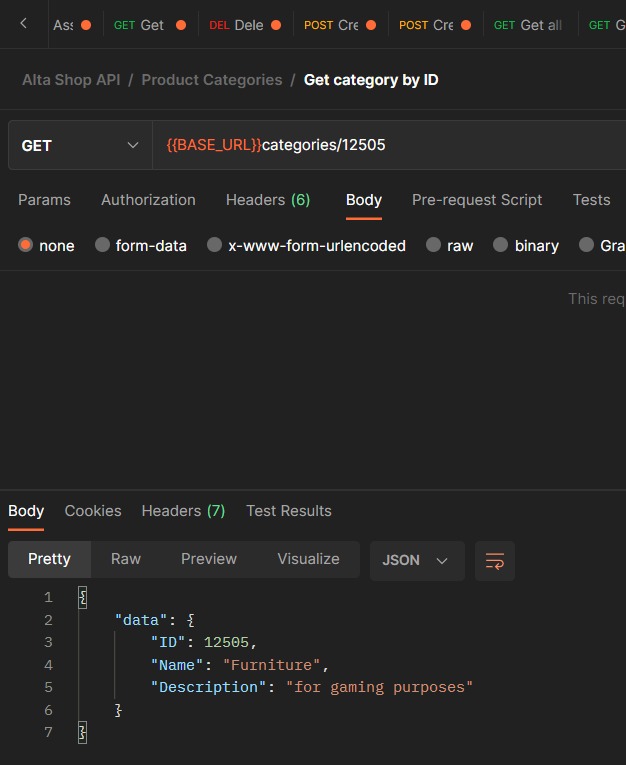 Ass GET Get DEL Dele POST Cre POST Cre GET Get all GET G
Alta Shop API / Product Categories / Get category by ID
GET {{BASE_URL}}categories/12505
Params Authorization Headers (6) Body Pre-request Script Tests
none form-data x-www-form-urlencoded raw binary Gra
This req
Body Cookies Headers (7) Test Results
Pretty Raw Preview Visualize JSON
1 {
2 "data": {
3 "ID": 12505,
4 "Name": "Furniture",
5 "Description": "for gaming purposes"
6 }
7 }